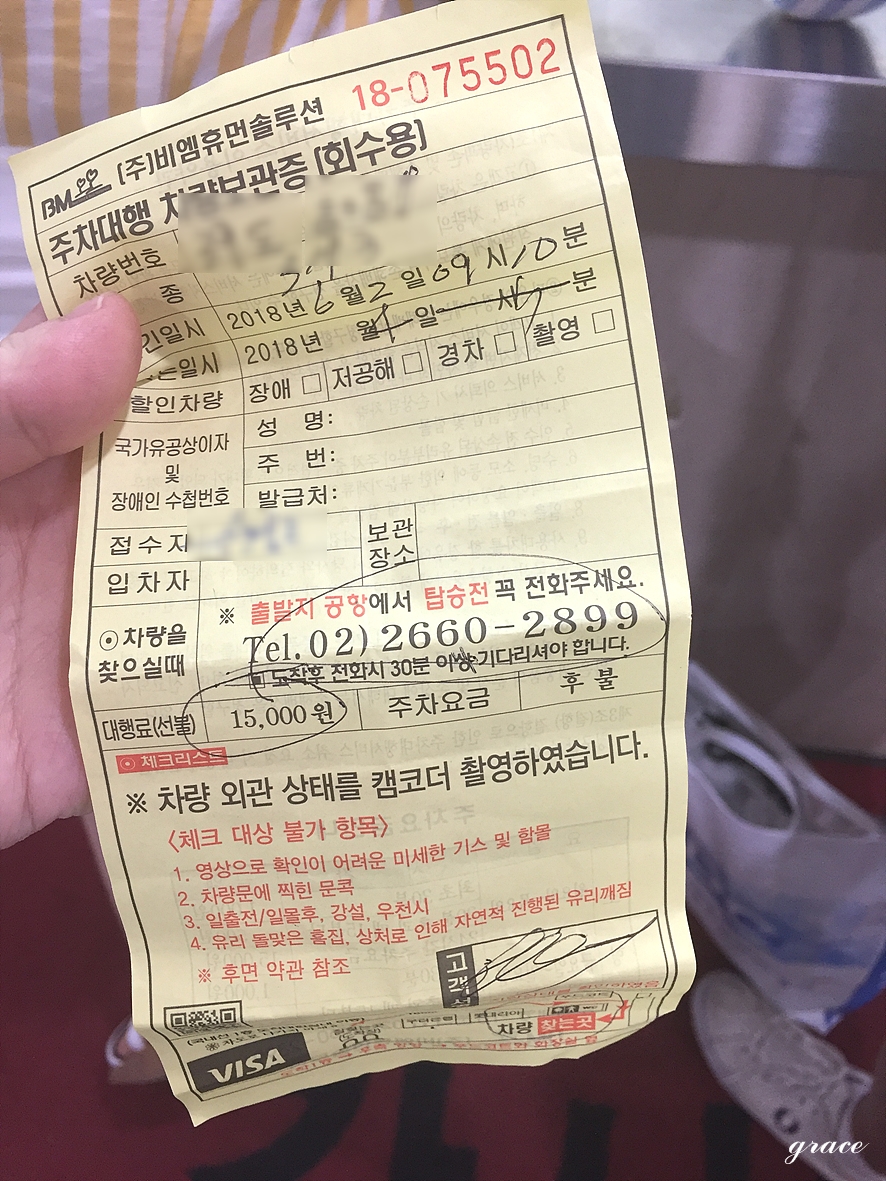 18-075502
BM (주)비엠휴먼솔루션
주차대행 차량보관증 [회수용]
차량번호
종
긴일시 2018년 6월 2일 09시 10분
는일시 2018년 월 일 시 분
할인차량 장애 □ 저공해 □ 경차 □ 촬영 □
국가유공상이자 및 장애인 수첩번호
성 명:
주 번:
발급처:
접수자 보관장소
입차자
⊙차량을 찾으실때
※ 출발지 공항에서 탑승전 꼭 전화주세요.
Tel.02) 2660-2899
■ 도착후 전화시 30분 이상 기다리셔야 합니다.
대행료(선불) 15,000원 주차요금 후불
⊙ 체크리스트
※ 차량 외관 상태를 캠코더 촬영하였습니다.
<체크 대상 불가 항목>
1. 영상으로 확인이 어려운 미세한 기스 및 함몰
2. 차량문에 찍힌 문콕
3. 일출전/일몰후, 강설, 우천시
4. 유리 돌맞은 흠집, 상처로 인해 자연적 진행된 유리깨짐
※ 후면 약관 참조
고객
차량 찾는곳
VISA
grace